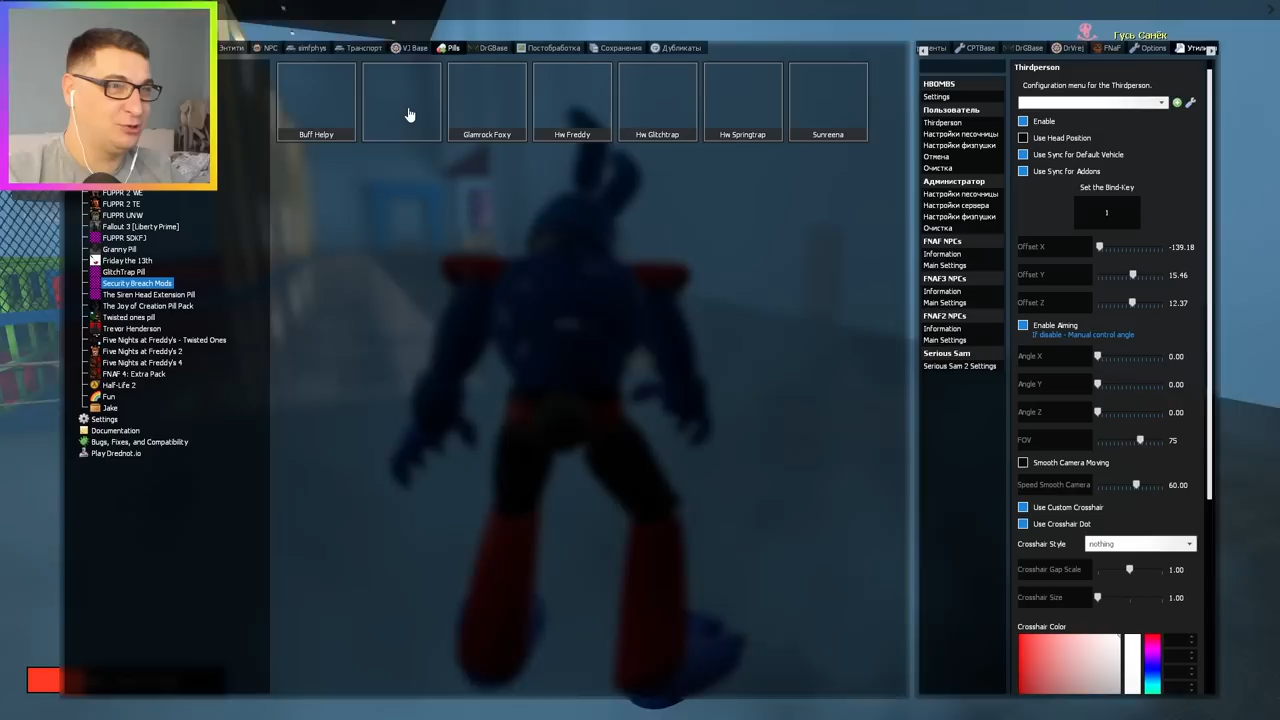 Гусь Санёк
Энтити NPC simfphys Транспорт VJ Base Pills DrGBase Постобработка Сохранения Дубликаты
енты CPTBase DrGBase DrVrej FNaF Options Утили
Buff Helpy
Glamrock Foxy
Hw Freddy
Hw Glitchtrap
Hw Springtrap
Sunreena
FUPPR 2 WE
FUPPR 2 TE
FUPPR UNW
Fallout 3 [Liberty Prime]
FUPPR SDKFJ
Granny Pill
Friday the 13th
GlitchTrap Pill
Security Breach Mods
The Siren Head Extension Pill
The Joy of Creation Pill Pack
Twisted ones pill
Trevor Henderson
Five Nights at Freddy's - Twisted Ones
Five Nights at Freddy's 2
Five Nights at Freddy's 4
FNAF 4: Extra Pack
Half-Life 2
Fun
Jake
Settings
Documentation
Bugs, Fixes, and Compatibility
Play Drednot.io
HBOMBS
Settings
Пользователь
Thirdperson
Настройки песочницы
Настройки физпушки
Отмена
Очистка
Администратор
Настройки песочницы
Настройки сервера
Настройки физпушки
Очистка
FNAF NPCs
Information
Main Settings
FNAF3 NPCs
Information
Main Settings
FNAF2 NPCs
Information
Main Settings
Serious Sam
Serious Sam 2 Settings
Thirdperson
Configuration menu for the Thirdperson.
Enable
Use Head Position
Use Sync for Default Vehicle
Use Sync for Addons
Set the Bind-Key
1
Offset X -139.18
Offset Y 15.46
Offset Z 12.37
Enable Aiming
If disable - Manual control angle
Angle X 0.00
Angle Y 0.00
Angle Z 0.00
FOV 75
Smooth Camera Moving
Speed Smooth Camera 60.00
Use Custom Crosshair
Use Crosshair Dot
Crosshair Style nothing
Crosshair Gap Scale 1.00
Crosshair Size 1.00
Crosshair Color